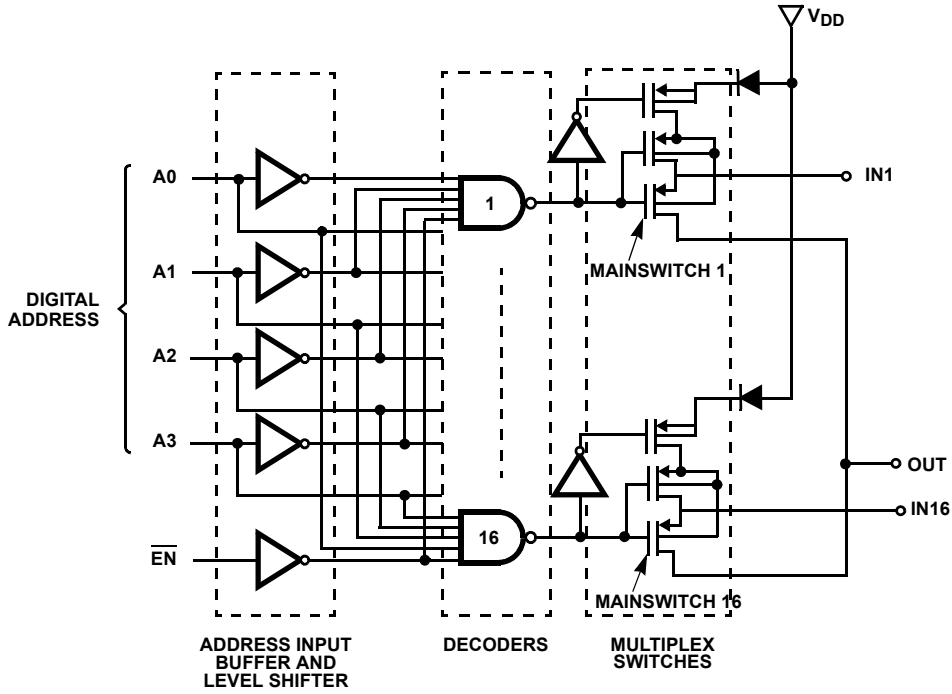 VDD
A0
1
IN1
MAINSWITCH 1
A1
DIGITAL
ADDRESS
A2
A3
OUT
IN16
16
EN
MAINSWITCH 16
ADDRESS INPUT
BUFFER AND
LEVEL SHIFTER
DECODERS
MULTIPLEX
SWITCHES